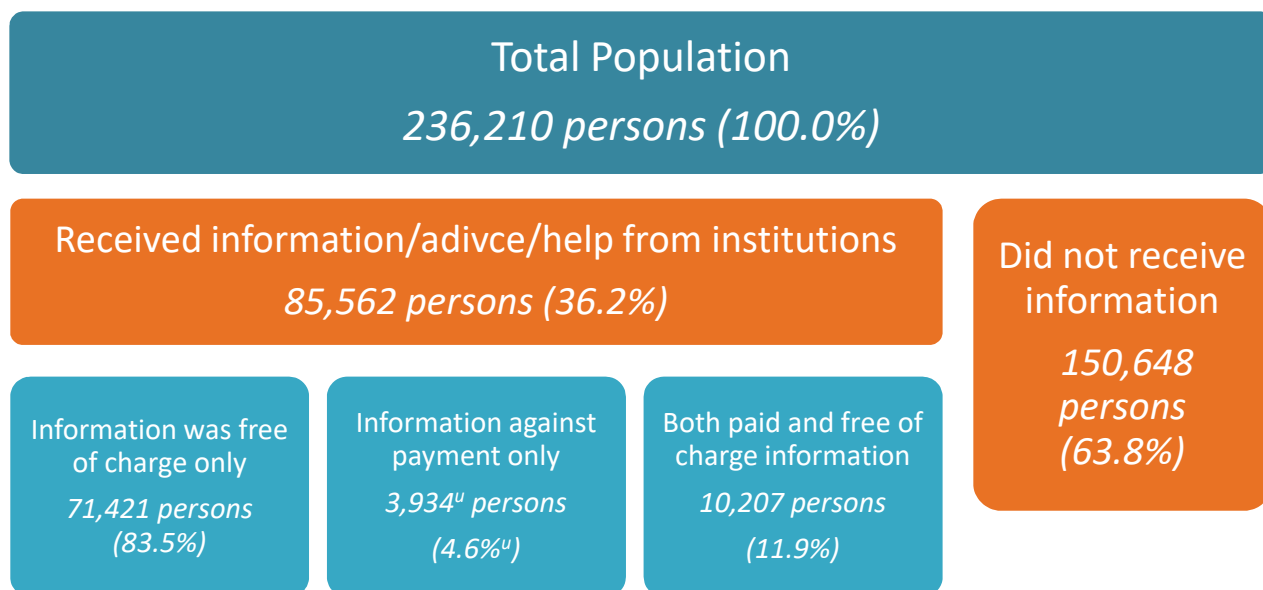 Total Population
236,210 persons (100.0%)
Received information/adivce/help from institutions
85,562 persons (36.2%)
Did not receive
information
150,648
persons
(63.8%)
Information was free
of charge only
71,421 persons
(83.5%)
Information against
payment only
3,934ᵘ persons
(4.6%ᵘ)
Both paid and free of
charge information
10,207 persons
(11.9%)